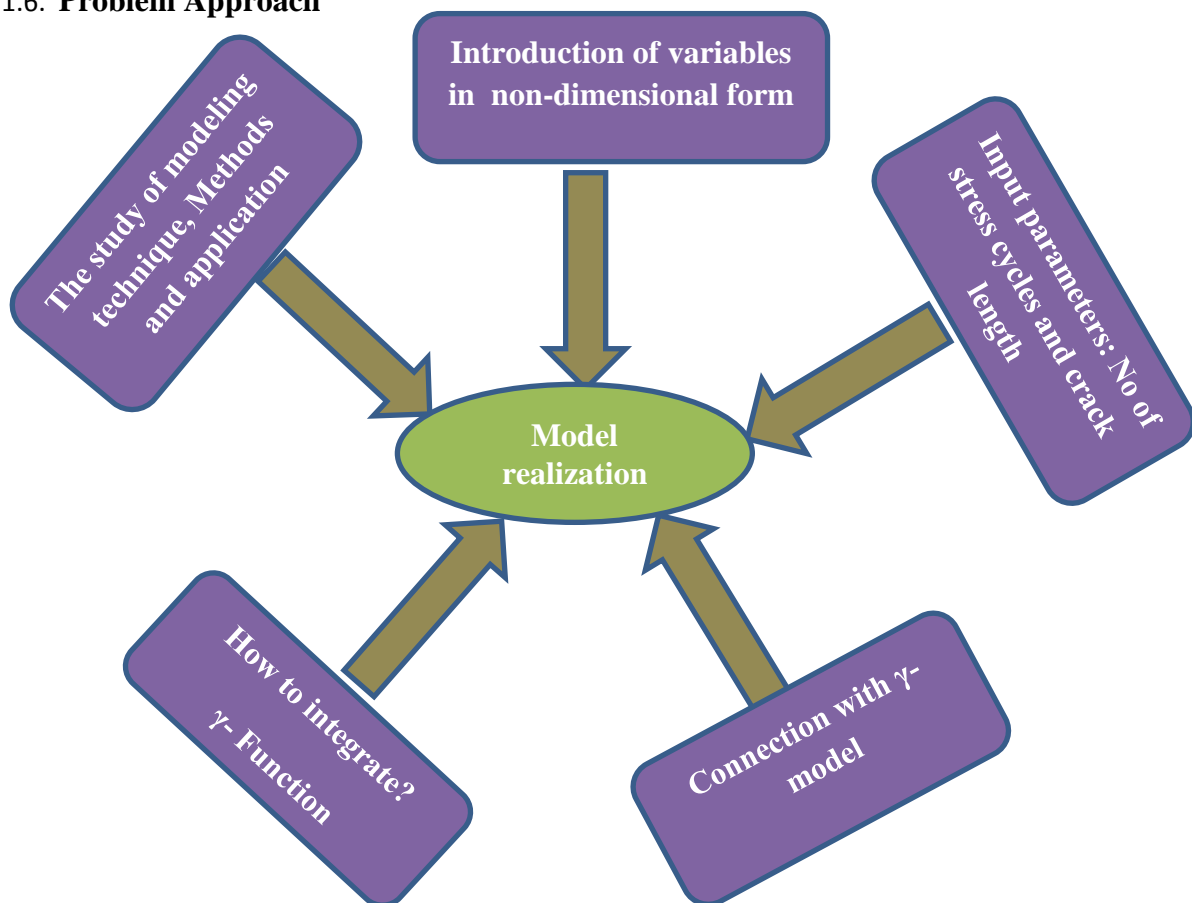 1.6. Problem Approach
Introduction of variables
in non-dimensional form
The study of modeling
technique, Methods
and application
Input parameters: No of
stress cycles and crack
length
Model
realization
How to integrate?
γ- Function
Connection with γ-
model